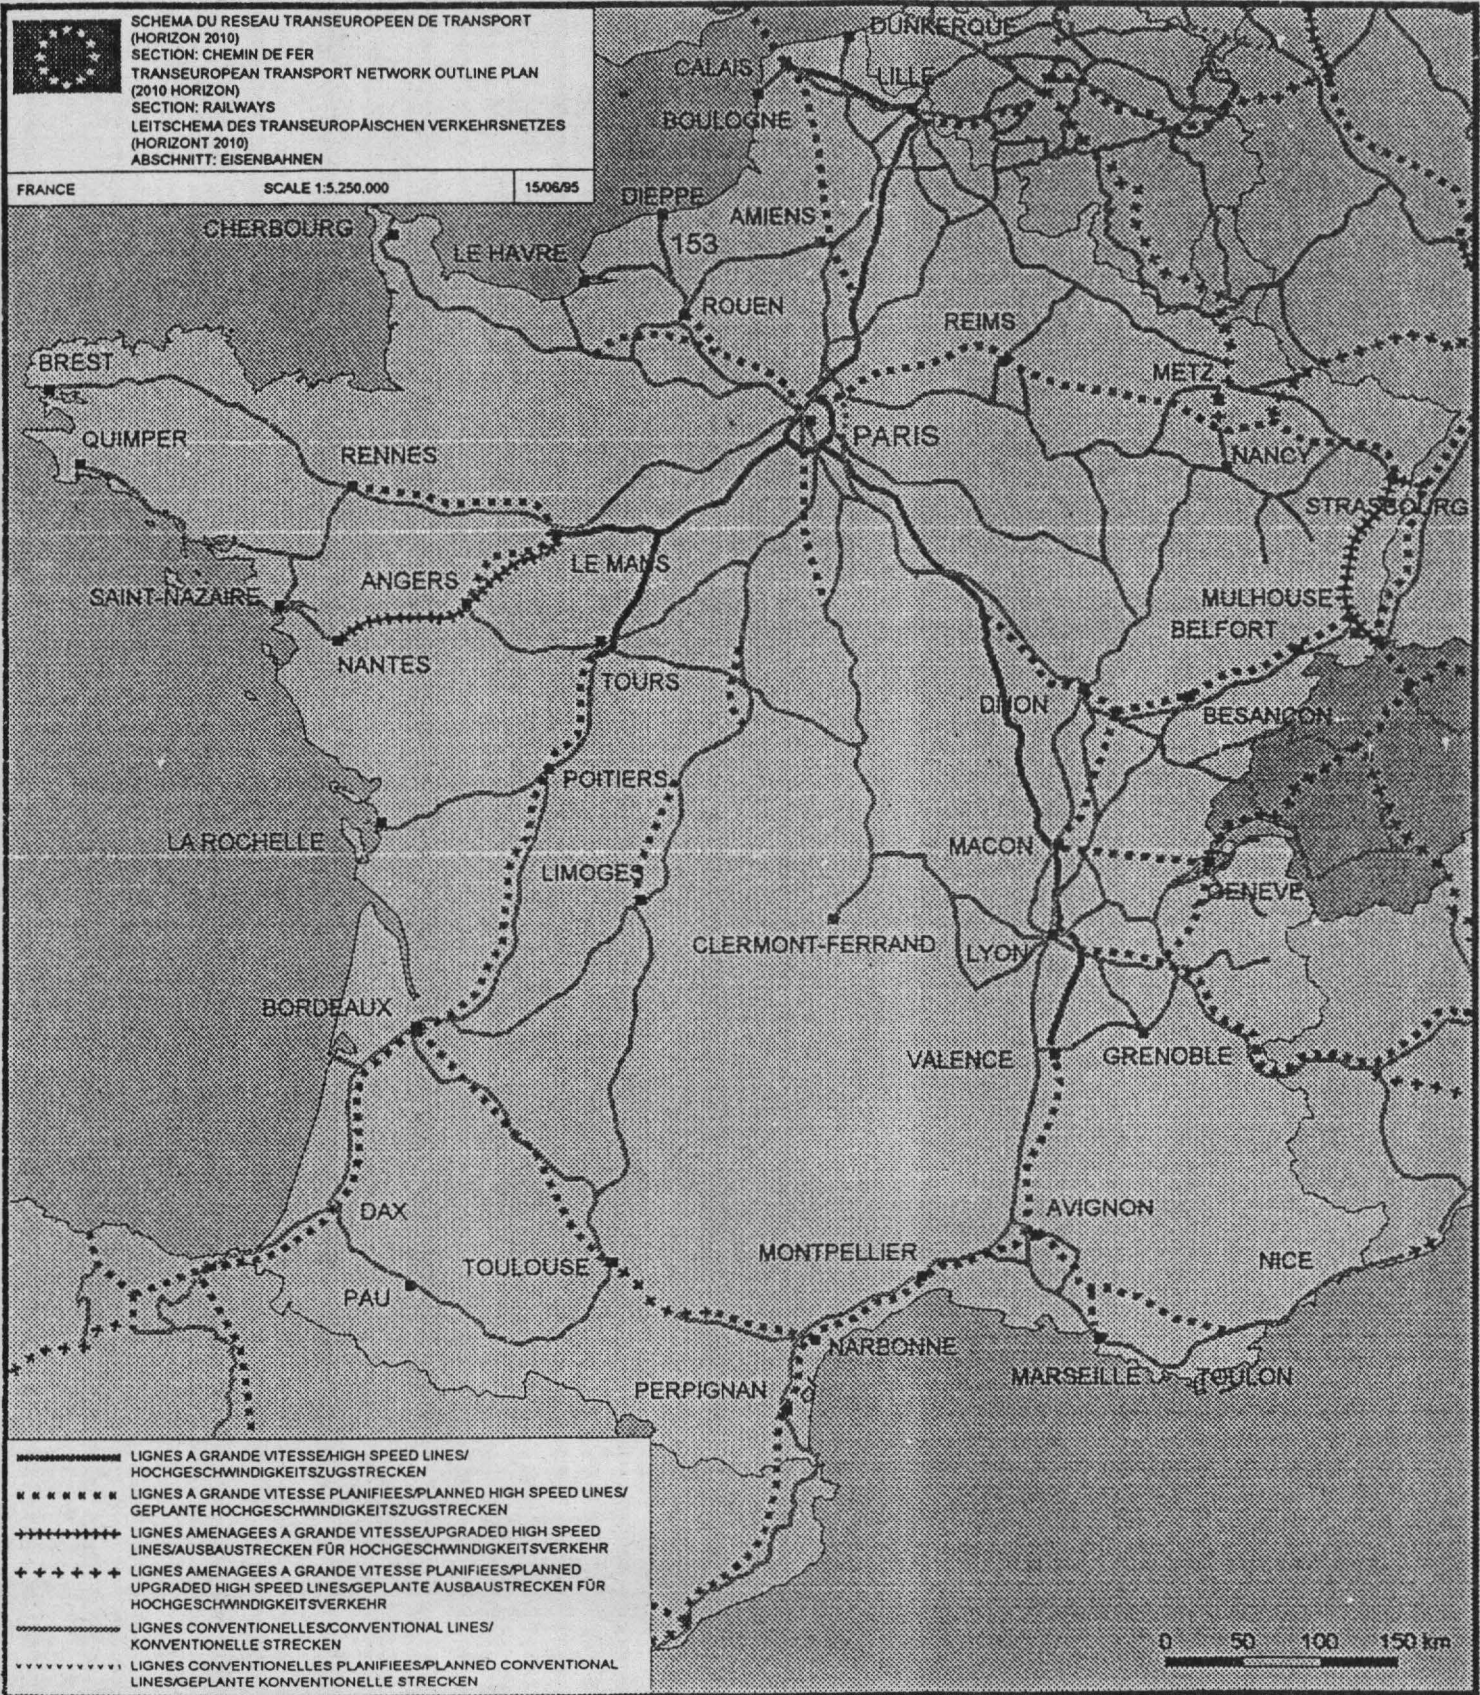 SCHEMA DU RESEAU TRANSEUROPEEN DE TRANSPORT
(HORIZON 2010)
SECTION: CHEMIN DE FER
TRANSEUROPEAN TRANSPORT NETWORK OUTLINE PLAN
(2010 HORIZON)
SECTION: RAILWAYS
LEITSCHEMA DES TRANSEUROPÄISCHEN VERKEHRSNETZES
(HORIZONT 2010)
ABSCHNITT: EISENBAHNEN
FRANCE
SCALE 1:5.250.000
15/06/95
DUNKERQUE
CALAIS
LILLE
BOULOGNE
DIEPPE
AMIENS
CHERBOURG
LE HAVRE
153
ROUEN
REIMS
BREST
METZ
QUIMPER
RENNES
PARIS
NANCY
STRASBOURG
LE MANS
ANGERS
SAINT-NAZAIRE
MULHOUSE
BELFORT
NANTES
TOURS
DIJON
BESANCON
POITIERS
LA ROCHELLE
MACON
LIMOGES
GENEVE
CLERMONT-FERRAND
LYON
BORDEAUX
VALENCE
GRENOBLE
DAX
AVIGNON
MONTPELLIER
NICE
TOULOUSE
PAU
NARBONNE
MARSEILLE
TOULON
PERPIGNAN
LIGNES A GRANDE VITESSE/HIGH SPEED LINES/
HOCHGESCHWINDIGKEITSZUGSTRECKEN
LIGNES A GRANDE VITESSE PLANIFIEES/PLANNED HIGH SPEED LINES/
GEPLANTE HOCHGESCHWINDIGKEITSZUGSTRECKEN
LIGNES AMENAGEES A GRANDE VITESSE/UPGRADED HIGH SPEED
LINES/AUSBAUSTRECKEN FÜR HOCHGESCHWINDIGKEITSVERKEHR
LIGNES AMENAGEES A GRANDE VITESSE PLANIFIEES/PLANNED
UPGRADED HIGH SPEED LINES/GEPLANTE AUSBAUSTRECKEN FÜR
HOCHGESCHWINDIGKEITSVERKEHR
LIGNES CONVENTIONELLES/CONVENTIONAL LINES/
KONVENTIONELLE STRECKEN
LIGNES CONVENTIONELLES PLANIFIEES/PLANNED CONVENTIONAL
LINES/GEPLANTE KONVENTIONELLE STRECKEN
0 50 100 150 km